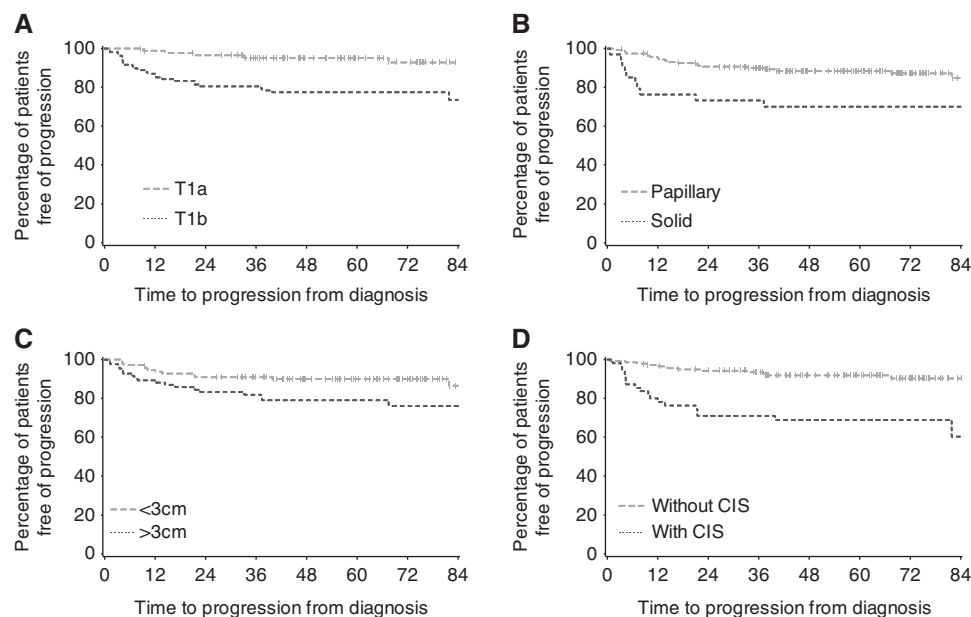 A
Percentage of patients
free of progression
100
80
60
40
20
0
T1a
T1b
0 12 24 36 48 60 72 84
Time to progression from diagnosis
B
Percentage of patients
free of progression
100
80
60
40
20
0
Papillary
Solid
0 12 24 36 48 60 72 84
Time to progression from diagnosis
C
Percentage of patients
free of progression
100
80
60
40
20
0
<3cm
>3cm
0 12 24 36 48 60 72 84
Time to progression from diagnosis
D
Percentage of patients
free of progression
100
80
60
40
20
0
Without CIS
With CIS
0 12 24 36 48 60 72 84
Time to progression from diagnosis